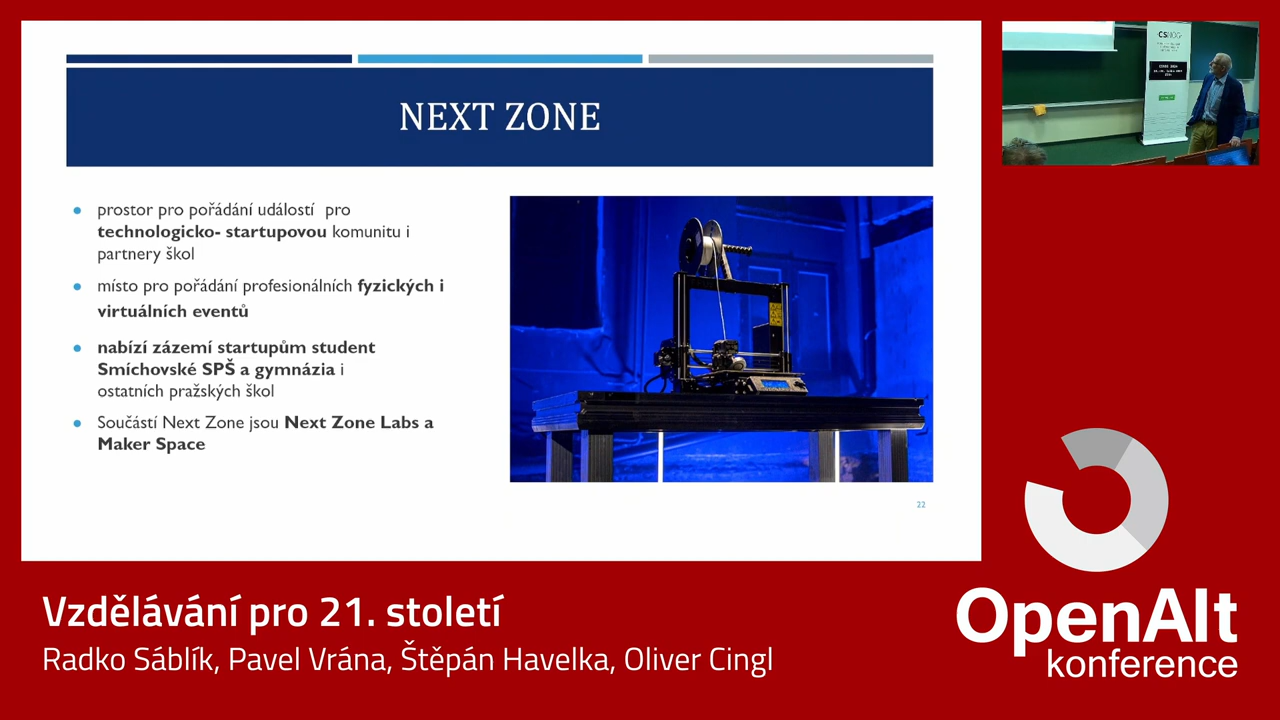 NEXT ZONE
prostor pro pořádání událostí pro
technologicko- startupovou komunitu i
partnery škol
místo pro pořádání profesionálních fyzických i
virtuálních eventů
nabízí zázemí startupům student
Smíchovské SPŠ a gymnázia i
ostatních pražských škol
Součástí Next Zone jsou Next Zone Labs a
Maker Space
22
Vzdělávání pro 21. století
Radko Sáblík, Pavel Vrána, Štěpán Havelka, Oliver Cingl
OpenAlt
konference